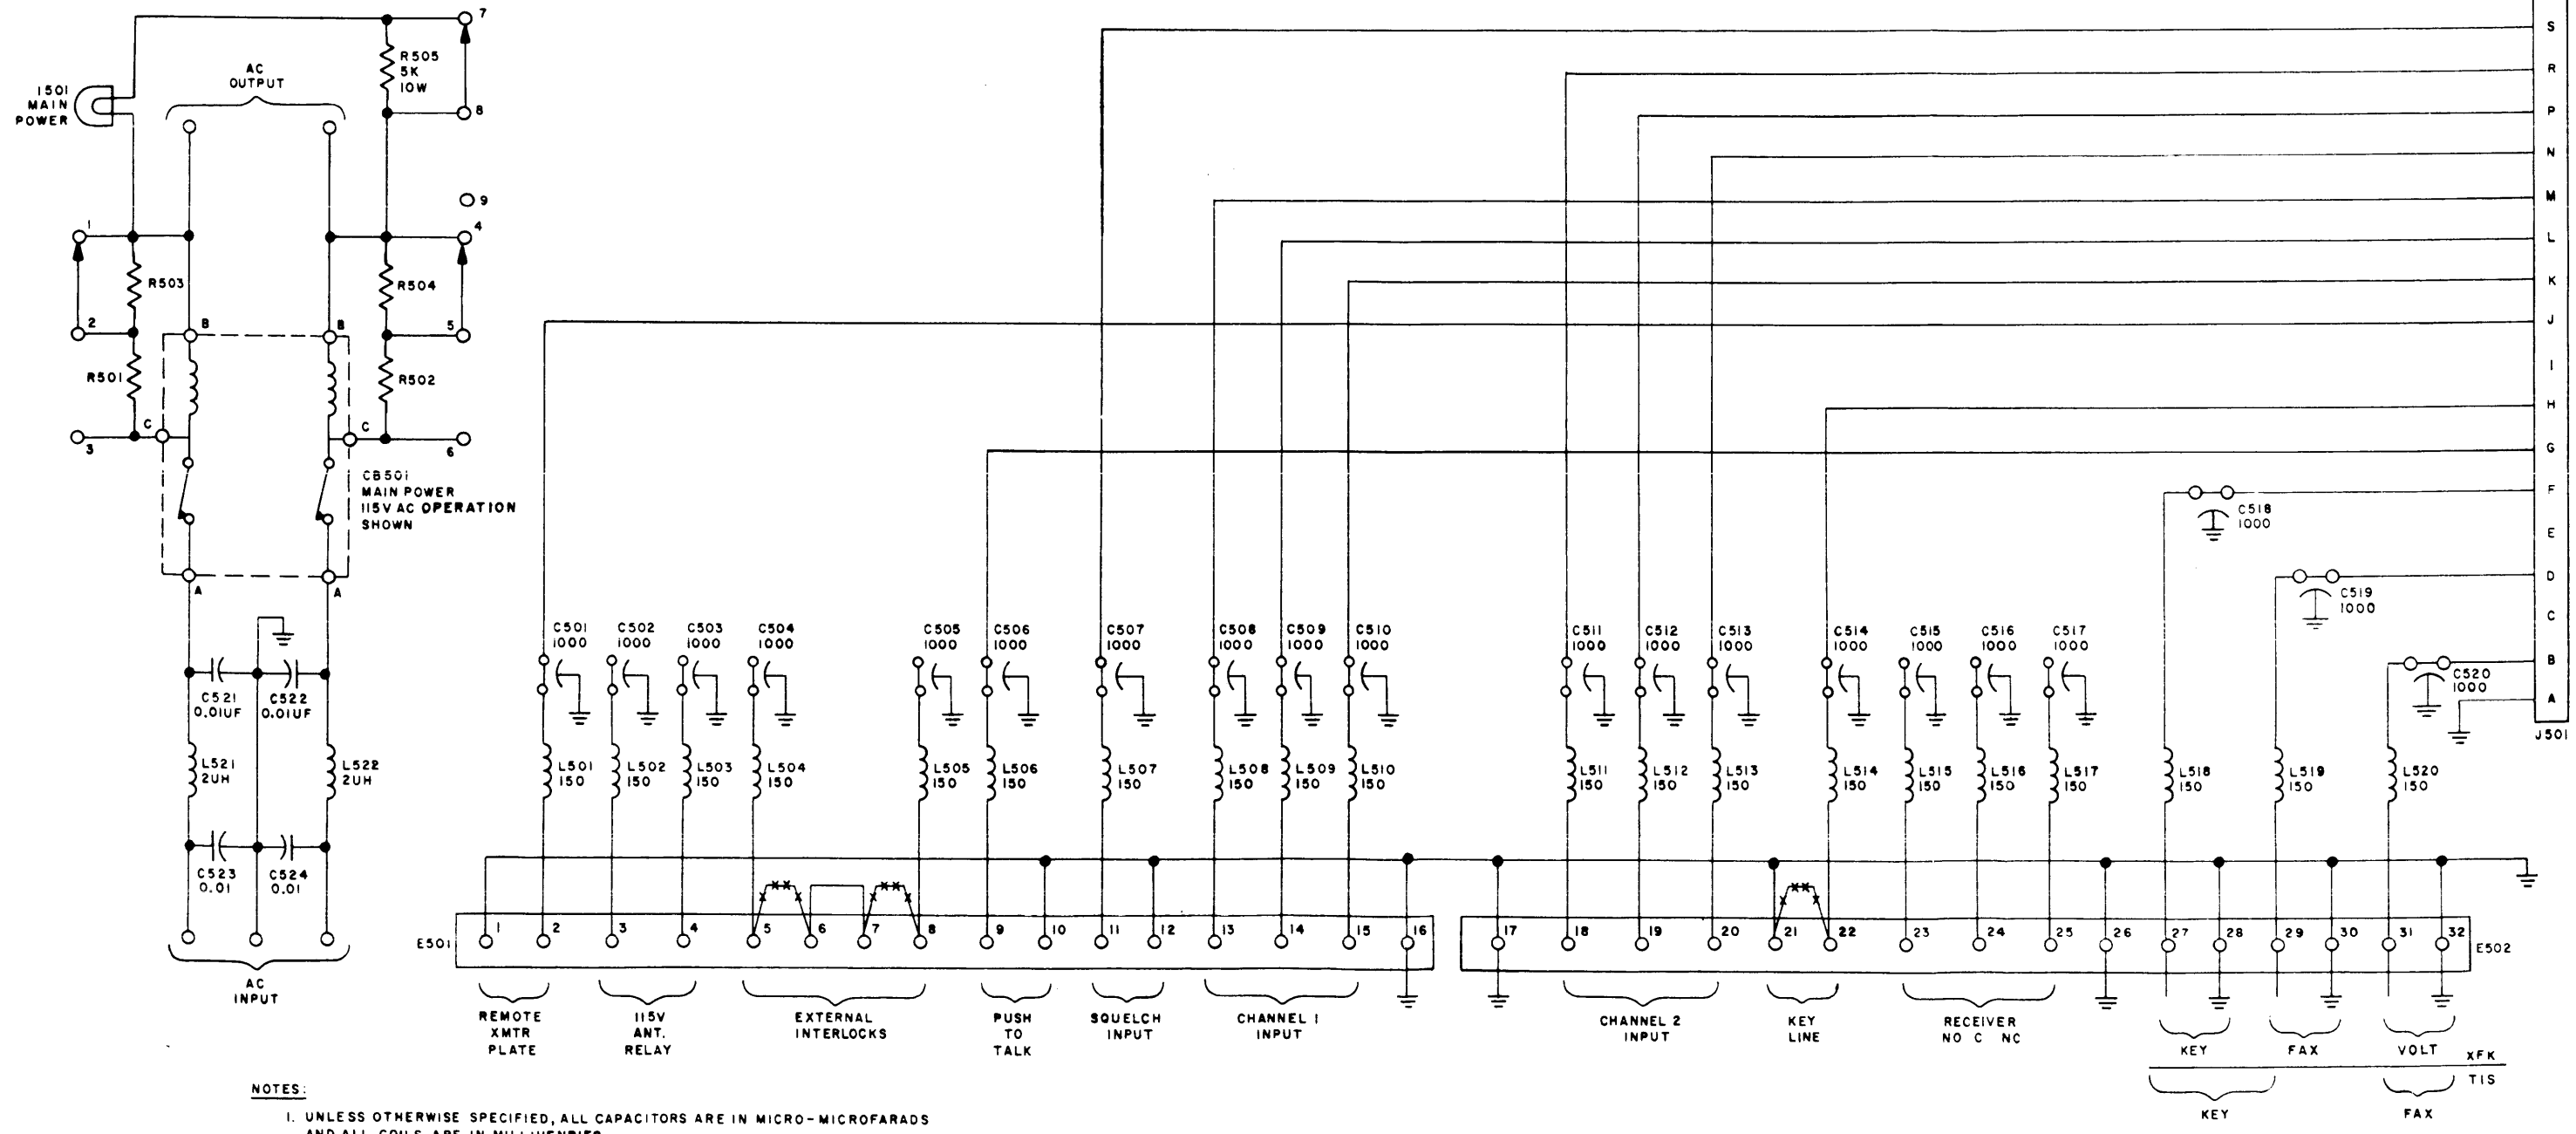 7
R505
5K
10W
8
1501
MAIN
POWER
AC
OUTPUT
9
1
4
R503
R504
2
B
B
5
R501
R502
3
C
C
6
CB501
MAIN POWER
115V AC OPERATION
SHOWN
A
A
C521
0.01UF
C522
0.01UF
L521
2UH
L522
2UH
C523
0.01
C524
0.01
AC
INPUT
S
R
P
N
M
L
K
J
I
H
G
F
E
D
C
B
A
J501
C518
1000
C519
1000
C520
1000
C501
1000
C502
1000
C503
1000
C504
1000
C505
1000
C506
1000
C507
1000
C508
1000
C509
1000
C510
1000
C511
1000
C512
1000
C513
1000
C514
1000
C515
1000
C516
1000
C517
1000
L501
150
L502
150
L503
150
L504
150
L505
150
L506
150
L507
150
L508
150
L509
150
L510
150
L511
150
L512
150
L513
150
L514
150
L515
150
L516
150
L517
150
L518
150
L519
150
L520
150
E501
1 2 3 4 5 6 7 8 9 10 11 12 13 14 15 16
17 18 19 20 21 22 23 24 25 26 27 28 29 30 31 32
E502
REMOTE
XMTR
PLATE
115V
ANT.
RELAY
EXTERNAL
INTERLOCKS
PUSH
TO
TALK
SQUELCH
INPUT
CHANNEL 1
INPUT
CHANNEL 2
INPUT
KEY
LINE
RECEIVER
NO C NC
KEY
FAX
VOLT
XFK
TIS
KEY
FAX
NOTES:
1. UNLESS OTHERWISE SPECIFIED, ALL CAPACITORS ARE IN MICRO-MICROFARADS